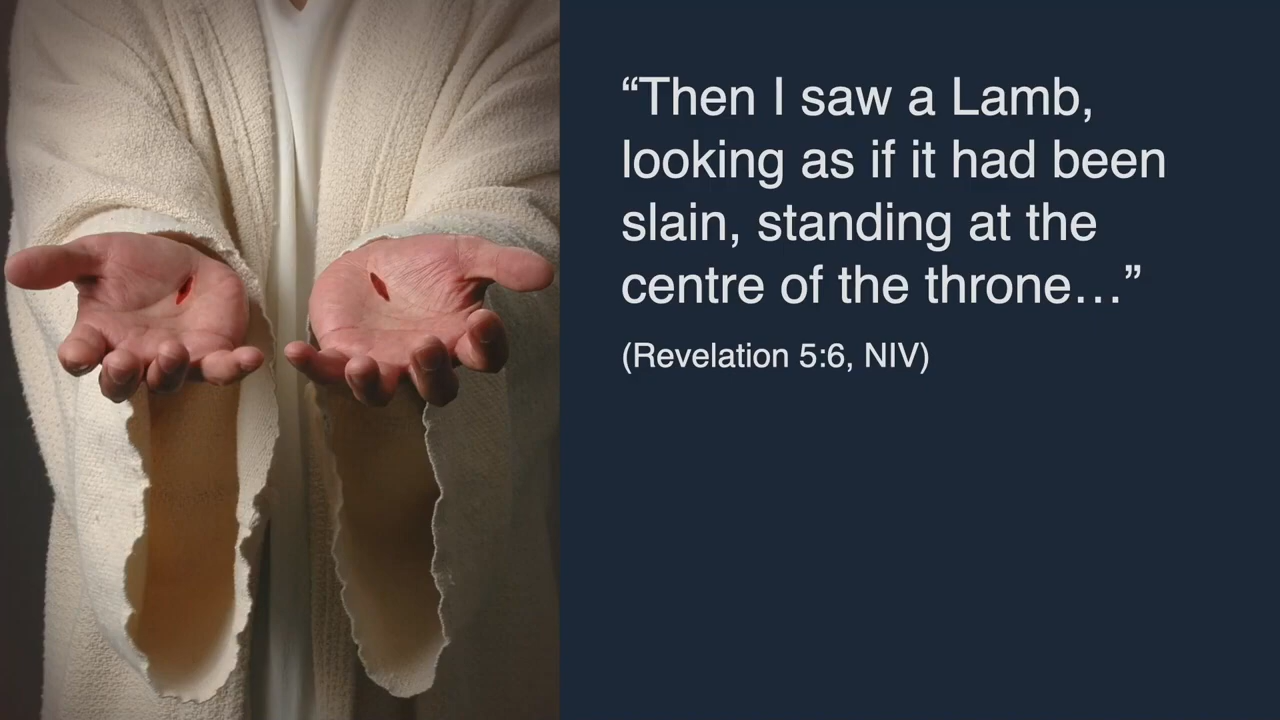 “Then I saw a Lamb,
looking as if it had been
slain, standing at the
centre of the throne…”
(Revelation 5:6, NIV)